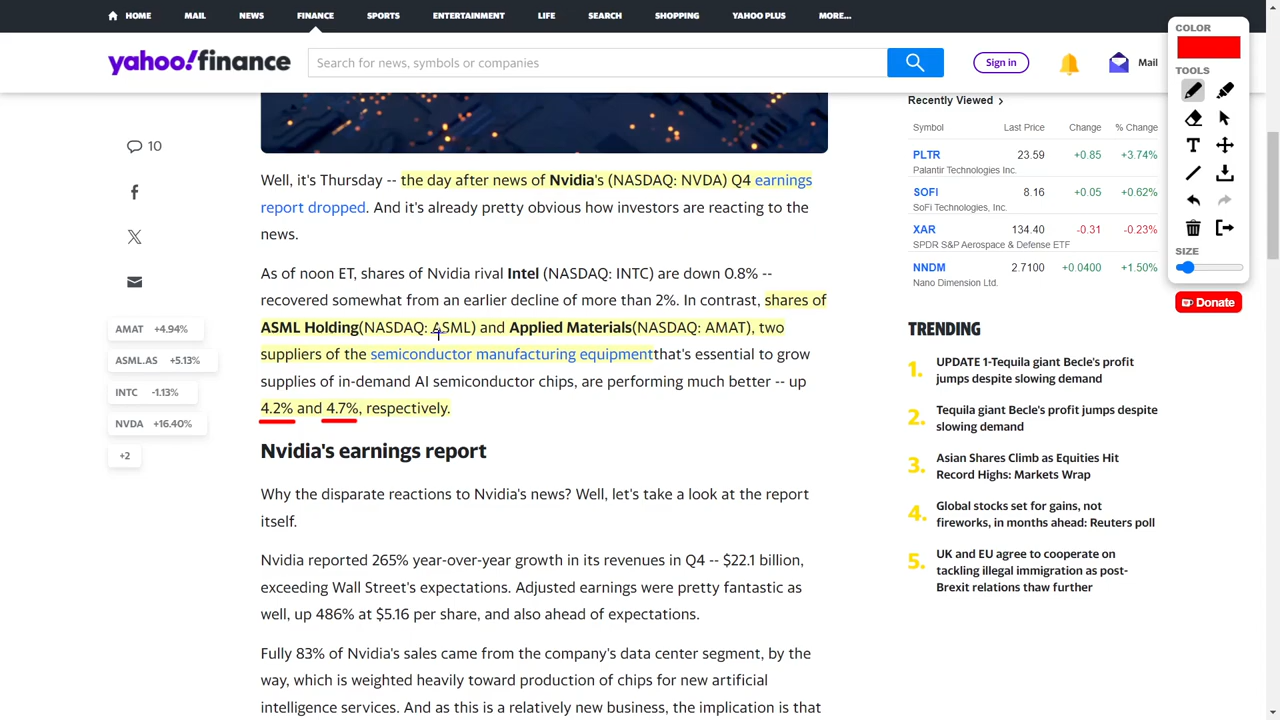 HOME MAIL NEWS FINANCE SPORTS ENTERTAINMENT LIFE SEARCH SHOPPING YAHOO PLUS MORE...
yahoo!finance
Search for news, symbols or companies
Sign in
Mail
COLOR
TOOLS
SIZE
Donate
10
AMAT +4.94%
ASML.AS +5.13%
INTC -1.13%
NVDA +16.40%
+2
Well, it's Thursday -- the day after news of Nvidia's (NASDAQ: NVDA) Q4 earnings
report dropped. And it's already pretty obvious how investors are reacting to the
news.
As of noon ET, shares of Nvidia rival Intel (NASDAQ: INTC) are down 0.8% --
recovered somewhat from an earlier decline of more than 2%. In contrast, shares of
ASML Holding(NASDAQ: ASML) and Applied Materials(NASDAQ: AMAT), two
suppliers of the semiconductor manufacturing equipmentthat's essential to grow
supplies of in-demand AI semiconductor chips, are performing much better -- up
4.2% and 4.7%, respectively.
Nvidia's earnings report
Why the disparate reactions to Nvidia's news? Well, let's take a look at the report
itself.
Nvidia reported 265% year-over-year growth in its revenues in Q4 -- $22.1 billion,
exceeding Wall Street's expectations. Adjusted earnings were pretty fantastic as
well, up 486% at $5.16 per share, and also ahead of expectations.
Fully 83% of Nvidia's sales came from the company's data center segment, by the
way, which is weighted heavily toward production of chips for new artificial
intelligence services. And as this is a relatively new business, the implication is that
Recently Viewed
Symbol Last Price Change % Change
PLTR 23.59 +0.85 +3.74%
Palantir Technologies Inc.
SOFI 8.16 +0.05 +0.62%
SoFi Technologies, Inc.
XAR 134.40 -0.31 -0.23%
SPDR S&P Aerospace & Defense ETF
NNDM 2.7100 +0.0400 +1.50%
Nano Dimension Ltd.
TRENDING
1. UPDATE 1-Tequila giant Becle's profit
jumps despite slowing demand
2. Tequila giant Becle's profit jumps despite
slowing demand
3. Asian Shares Climb as Equities Hit
Record Highs: Markets Wrap
4. Global stocks set for gains, not
fireworks, in months ahead: Reuters poll
5. UK and EU agree to cooperate on
tackling illegal immigration as post-
Brexit relations thaw further